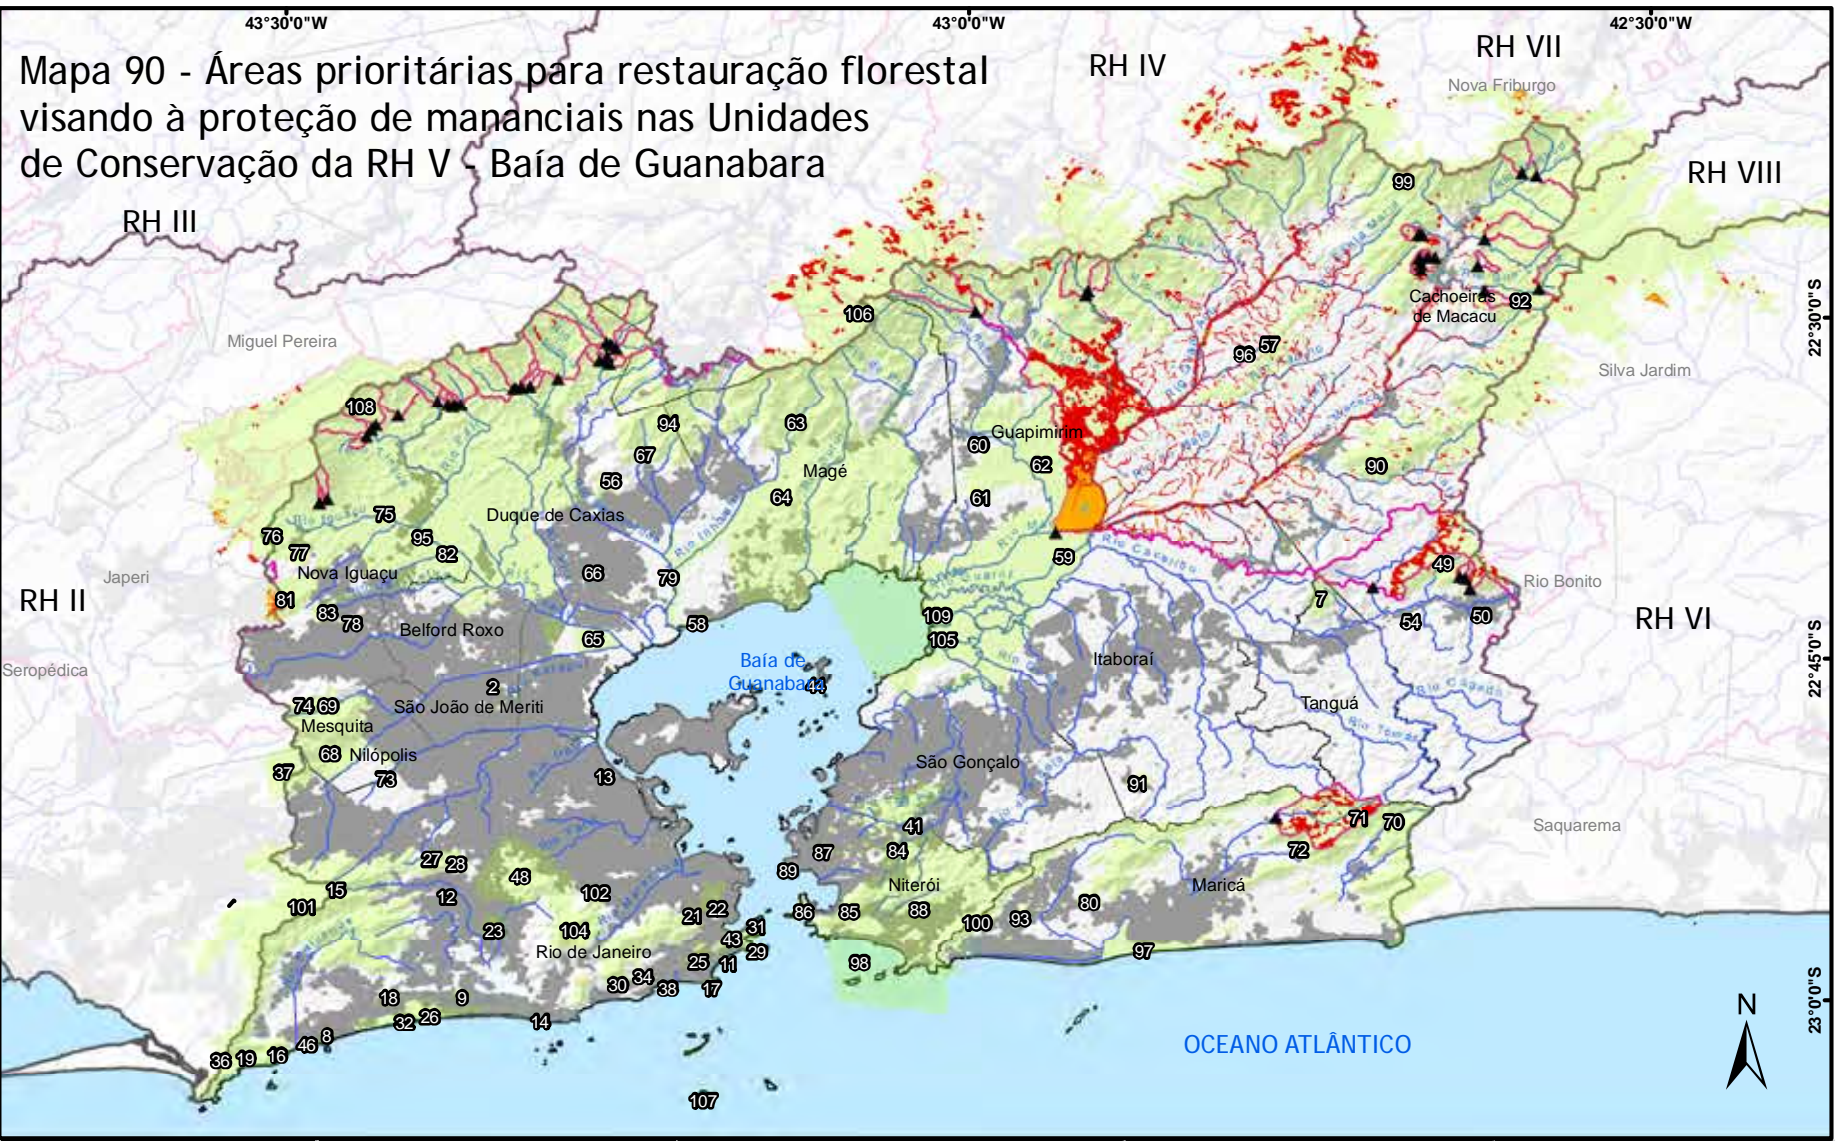 43°30'0"W
43°0'0"W
42°30'0"W
Mapa 90 - Áreas prioritárias para restauração florestal
visando à proteção de mananciais nas Unidades
de Conservação da RH V - Baía de Guanabara
RH IV
RH VII
Nova Friburgo
RH VIII
RH III
99
92
Cachoeiras
de Macacu
106
22°30'0"S
Miguel Pereira
57
96
Silva Jardim
108
94
63
Guapimirim
60
67
62
90
Magé
56
64
61
75
Duque de Caxias
76
95
77
82
59
49
Nova Iguaçu
66
79
Japeri
Rio Bonito
RH II
81
7
83
78
58
109
54
50
RH VI
Belford Roxo
65
105
22°45'0"S
Seropédica
Itaboraí
Baía de
Guanabara
44
2
74
69
São João de Meriti
Tanguá
Mesquita
68
Nilópolis
37
73
13
São Gonçalo
91
41
71
70
Saquarema
27
28
87
84
72
48
89
15
12
102
Niterói
Maricá
101
21
22
86
85
88
80
23
104
31
100
93
43
Rio de Janeiro
29
97
25
11
98
34
30
38
17
18
9
23°0'0"S
26
32
14
8
46
N
36
19
16
OCEANO ATLÂNTICO
107